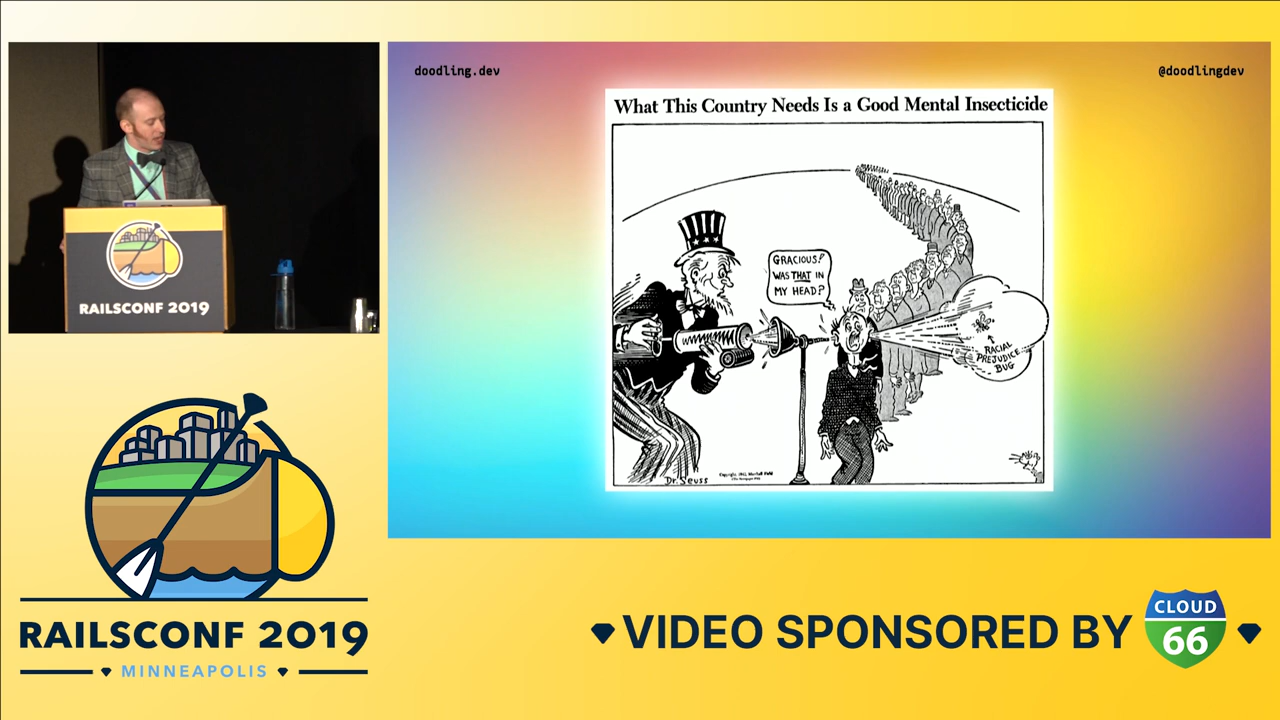 doodling.dev
@doodlingdev
What This Country Needs Is a Good Mental Insecticide
GRACIOUS!
WAS THAT IN
MY HEAD?
RACIAL
PREJUDICE
BUG
Dr. Seuss
RAILSCONF 2019
RAILSCONF 2019
MINNEAPOLIS
VIDEO SPONSORED BY
CLOUD
66